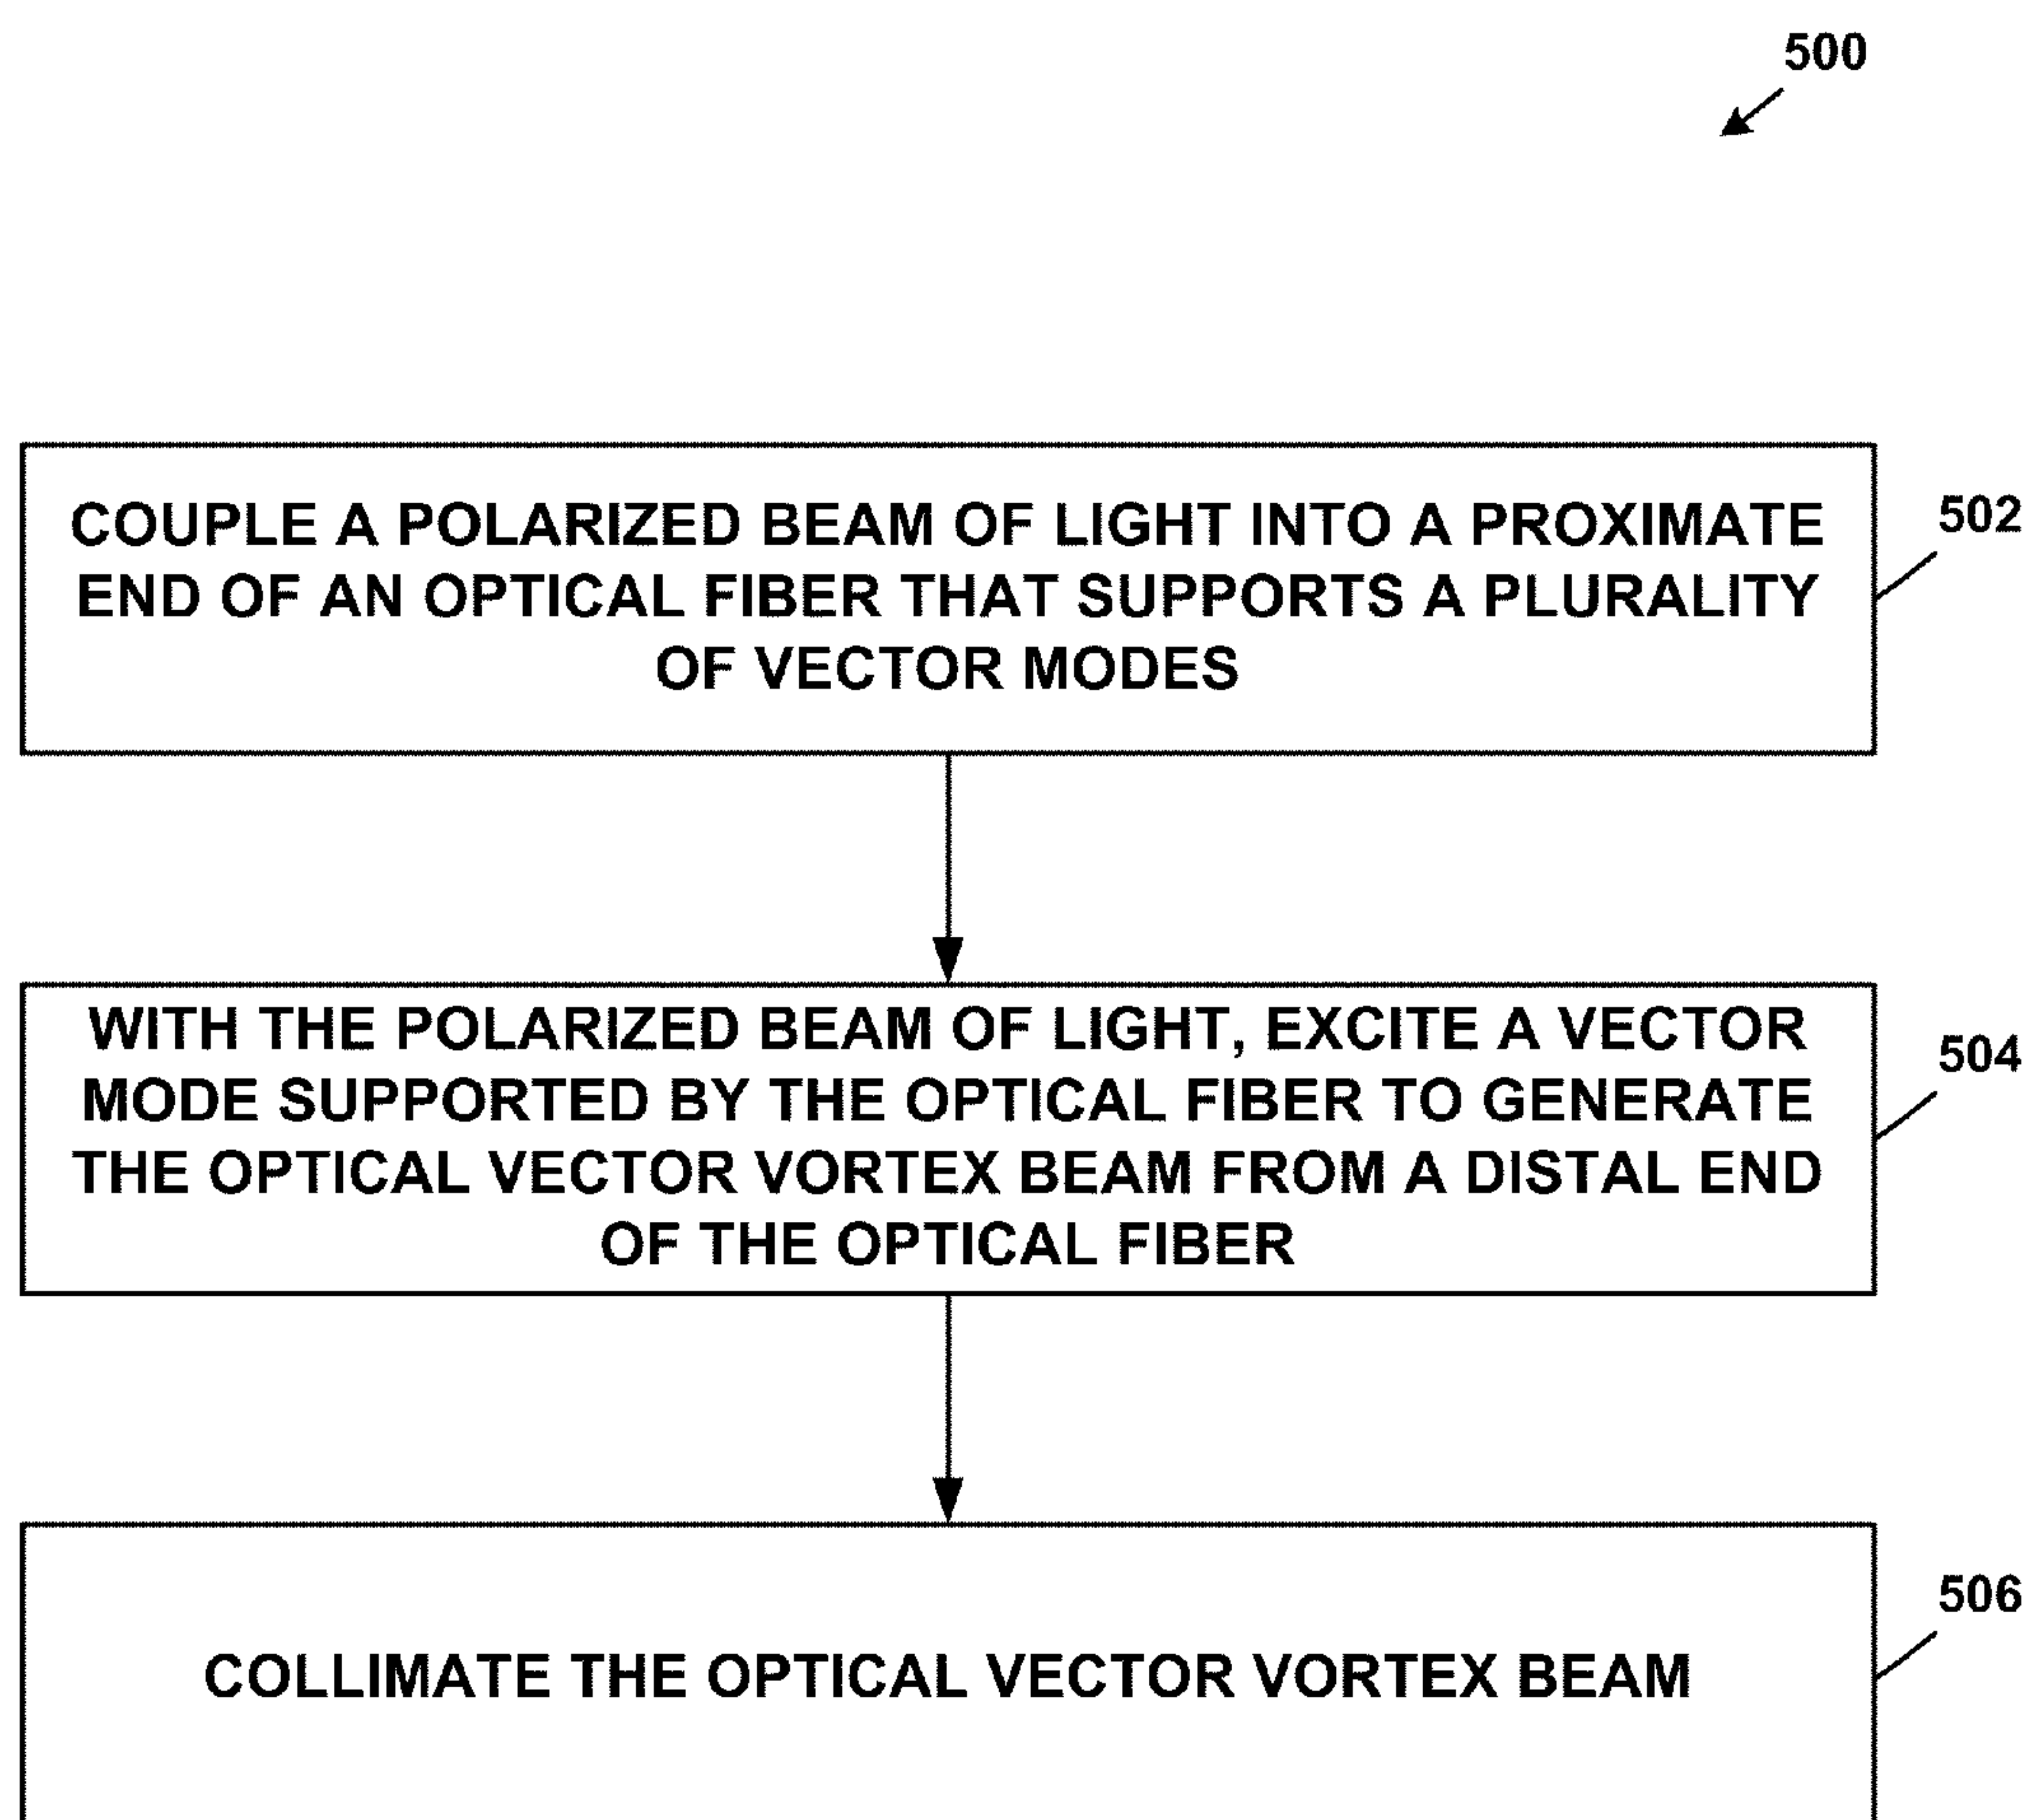 500
COUPLE A POLARIZED BEAM OF LIGHT INTO A PROXIMATE
END OF AN OPTICAL FIBER THAT SUPPORTS A PLURALITY
OF VECTOR MODES
502
WITH THE POLARIZED BEAM OF LIGHT, EXCITE A VECTOR
MODE SUPPORTED BY THE OPTICAL FIBER TO GENERATE
THE OPTICAL VECTOR VORTEX BEAM FROM A DISTAL END
OF THE OPTICAL FIBER
504
COLLIMATE THE OPTICAL VECTOR VORTEX BEAM
506